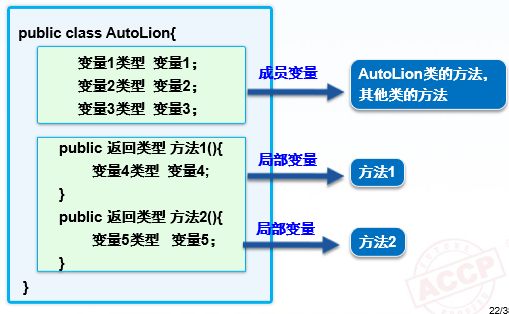 public class AutoLion{
变量1类型 变量1；
变量2类型 变量2；
变量3类型 变量3；
成员变量
AutoLion类的方法，
其他类的方法
public 返回类型 方法1(){
变量4类型 变量4;
}
局部变量
方法1
public 返回类型 方法2(){
变量5类型 变量5；
}
局部变量
方法2
}
ACCP
22/3